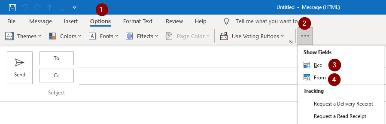 Untitled - Message (HTML)
1
File Message Insert Options Format Text Review Help Tell me what you want to do
2
Themes Colors Fonts Effects Page Color Use Voting Buttons ...
Show Fields
Bcc 3
From 4
Tracking
Request a Delivery Receipt
Request a Read Receipt
Send
To
Cc
Subject